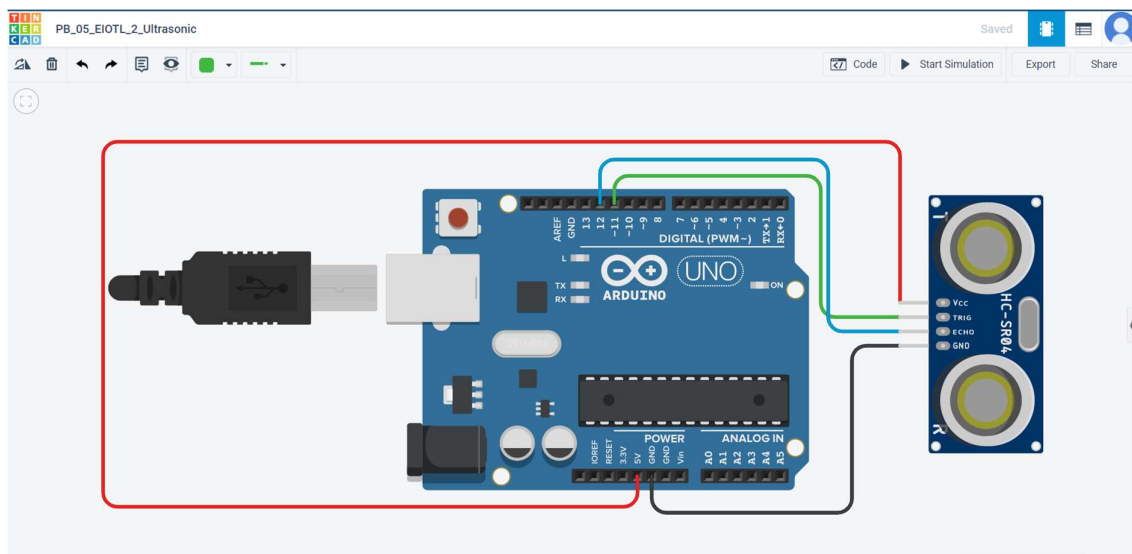 TIN
KER
CAD
PB_05_EIOTL_2_Ultrasonic
Saved
Code
Start Simulation
Export
Share
AREF
GND
13
12
~11
~10
~9
8
7
~6
~5
4
~3
2
TX→1
RX←0
DIGITAL (PWM~)
L
TX
RX
ARDUINO
UNO
ON
T
HC-SR04
VCC
TRIG
ECHO
GND
R
POWER
ANALOG IN
IOREF
RESET
3.3V
5V
GND
GND
Vin
A0
A1
A2
A3
A4
A5